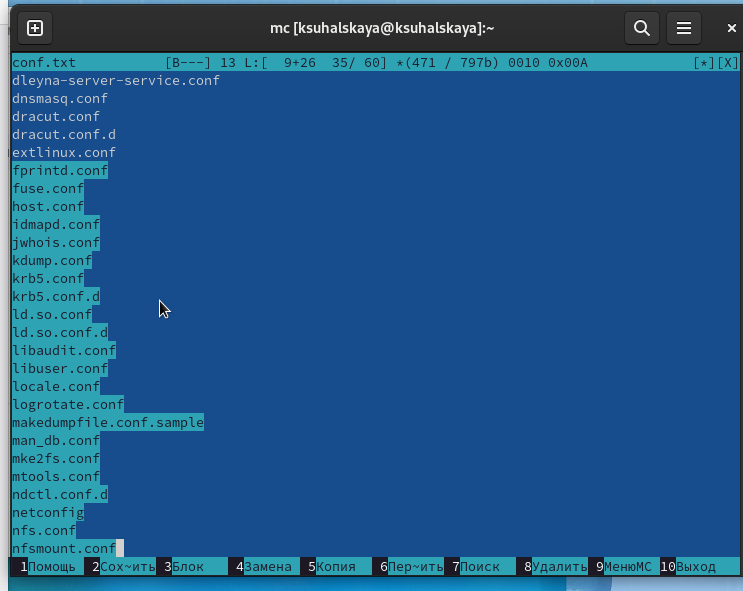 mc [ksuhalskaya@ksuhalskaya]:~
conf.txt [B---] 13 L:[ 9+26 35/ 60] *(471 / 797b) 0010 0x00A [*][X]
dleyna-server-service.conf
dnsmasq.conf
dracut.conf
dracut.conf.d
extlinux.conf
fprintd.conf
fuse.conf
host.conf
idmapd.conf
jwhois.conf
kdump.conf
krb5.conf
krb5.conf.d
ld.so.conf
ld.so.conf.d
libaudit.conf
libuser.conf
locale.conf
logrotate.conf
makedumpfile.conf.sample
man_db.conf
mke2fs.conf
mtools.conf
ndctl.conf.d
netconfig
nfs.conf
nfsmount.conf
1Помощь 2Сох~ить 3Блок 4Замена 5Копия 6Пер~ить 7Поиск 8Удалить 9МенюMC 10Выход